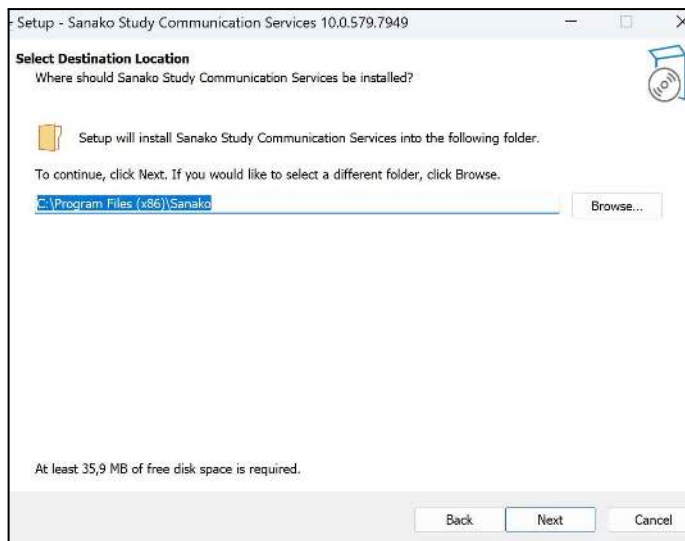 - Setup - Sanako Study Communication Services 10.0.579.7949
Select Destination Location
Where should Sanako Study Communication Services be installed?
Setup will install Sanako Study Communication Services into the following folder.
To continue, click Next. If you would like to select a different folder, click Browse.
C:\Program Files (x86)\Sanako
Browse...
At least 35,9 MB of free disk space is required.
Back
Next
Cancel